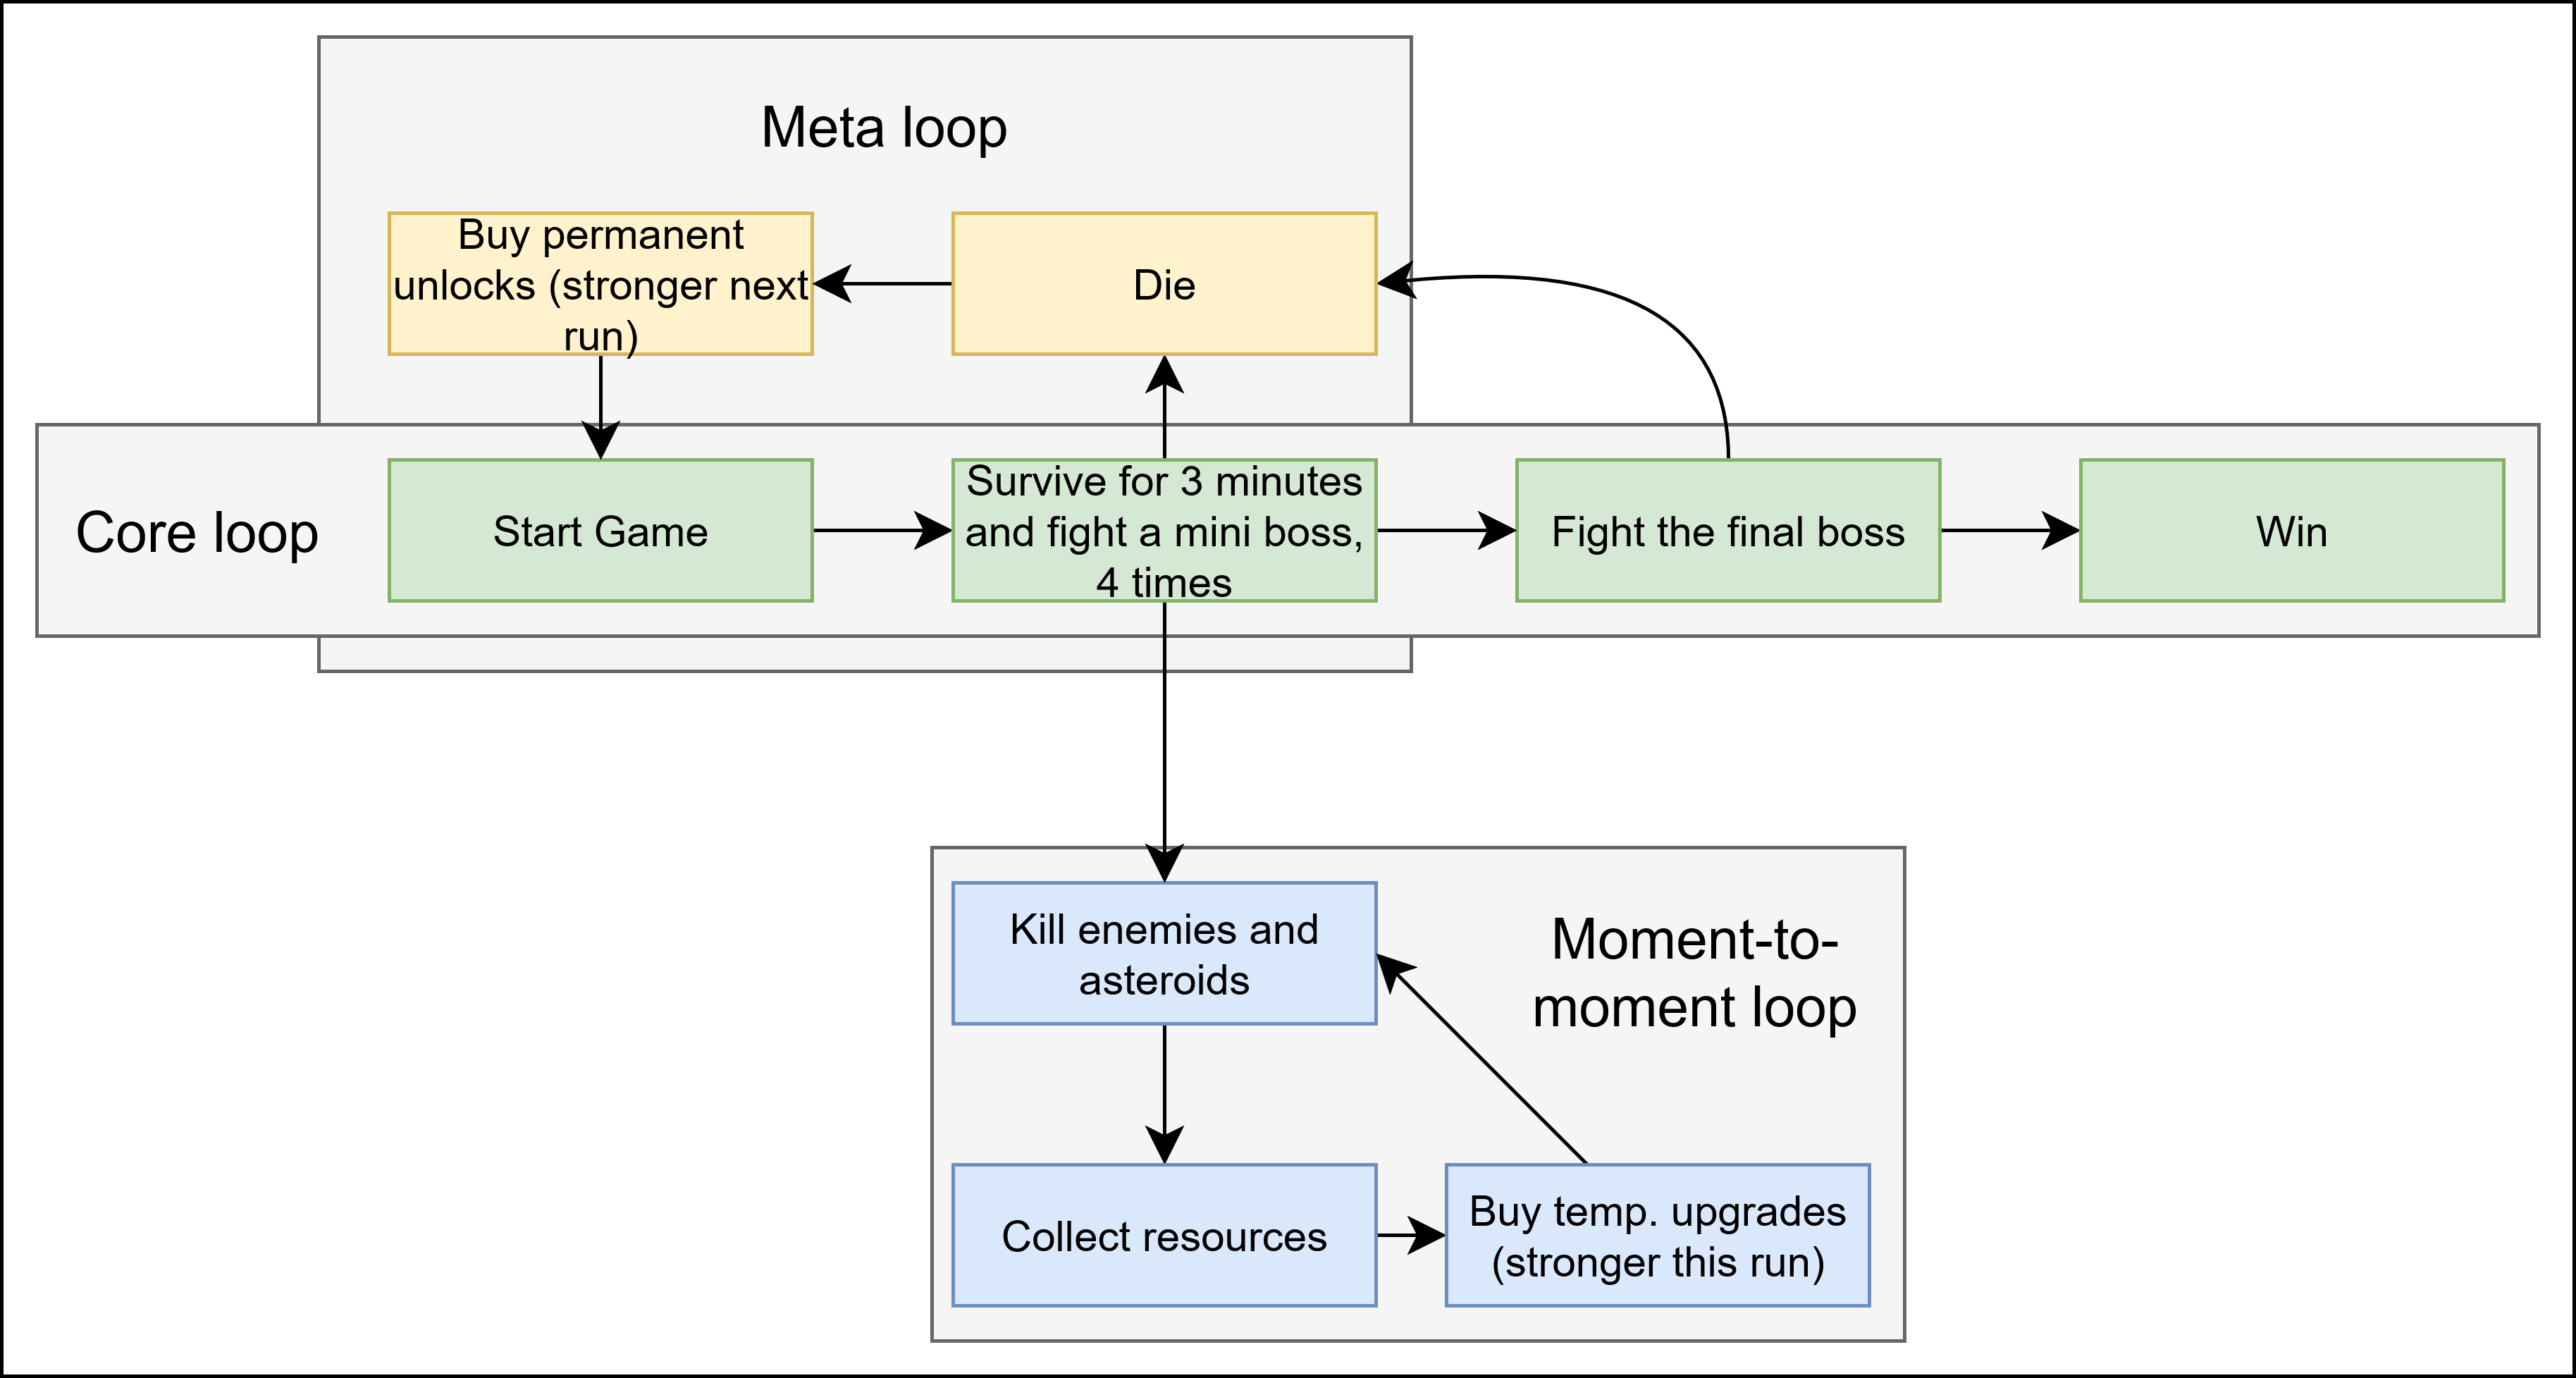 Meta loop
Buy permanent
unlocks (stronger next
run)
Die
Core loop
Start Game
Survive for 3 minutes
and fight a mini boss,
4 times
Fight the final boss
Win
Kill enemies and
asteroids
Moment-to-
moment loop
Collect resources
Buy temp. upgrades
(stronger this run)